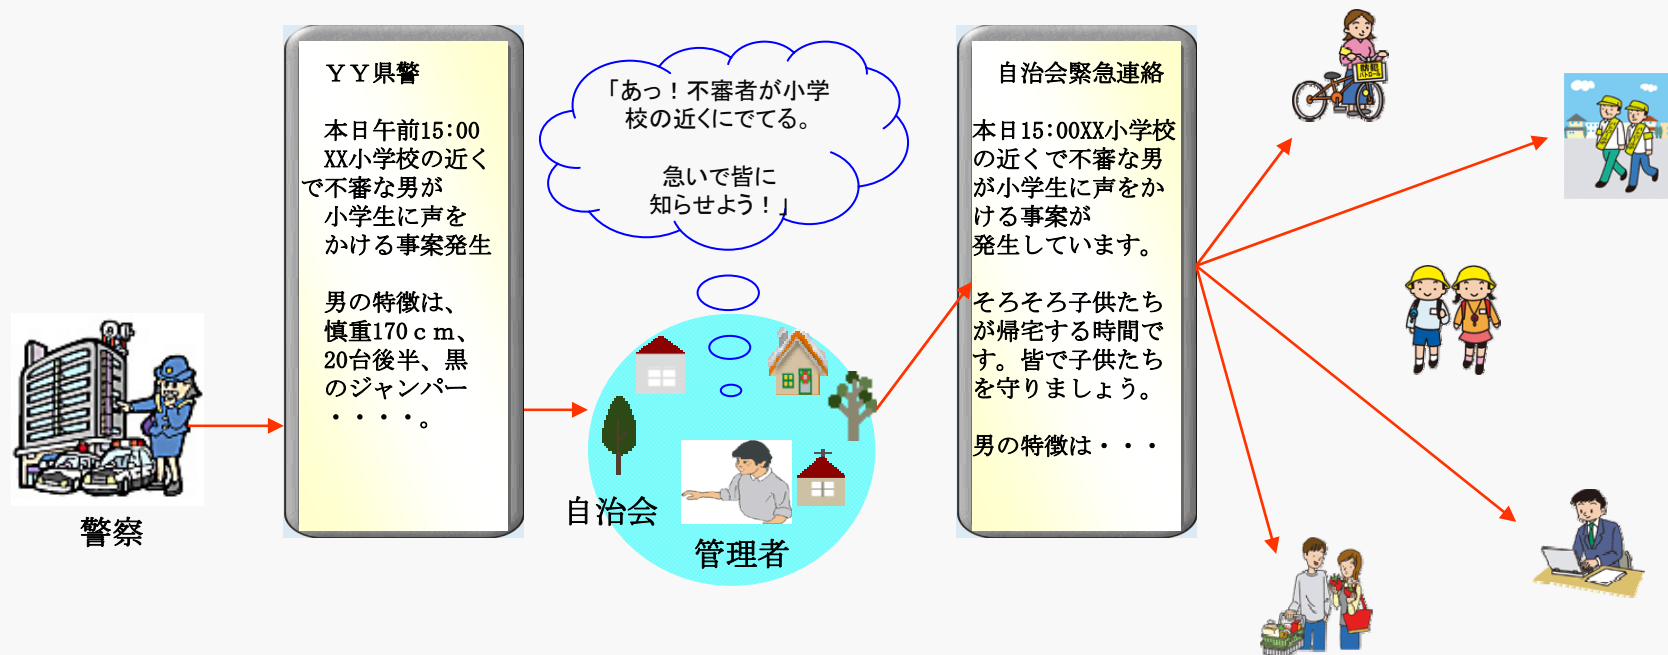 YY県警
本日午前15:00
XX小学校の近く
で不審な男が
小学生に声を
かける事案発生
男の特徴は、
慎重170cm、
20台後半、黒
のジャンパー
・・・・。
「あっ！不審者が小学
校の近くにでてる。
急いで皆に
知らせよう！」
自治会緊急連絡
本日15:00XX小学校
の近くで不審な男
が小学生に声をか
ける事案が
発生しています。
そろそろ子供たち
が帰宅する時間で
す。皆で子供たち
を守りましょう。
男の特徴は・・・
警察
自治会
管理者
防犯
パトロール